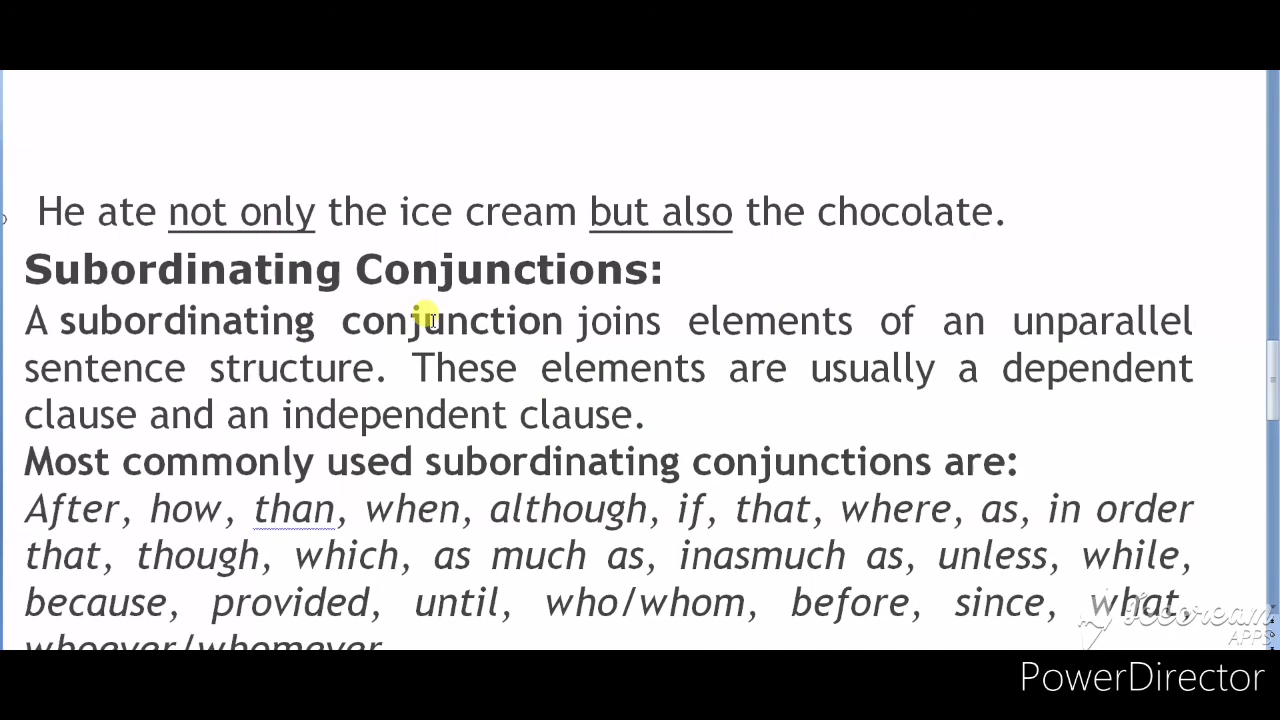 He ate not only the ice cream but also the chocolate.
Subordinating Conjunctions:
A subordinating conjunction joins elements of an unparallel
sentence structure. These elements are usually a dependent
clause and an independent clause.
Most commonly used subordinating conjunctions are:
After, how, than, when, although, if, that, where, as, in order
that, though, which, as much as, inasmuch as, unless, while,
because, provided, until, who/whom, before, since, what,
whoever/whomever
APPS
PowerDirector